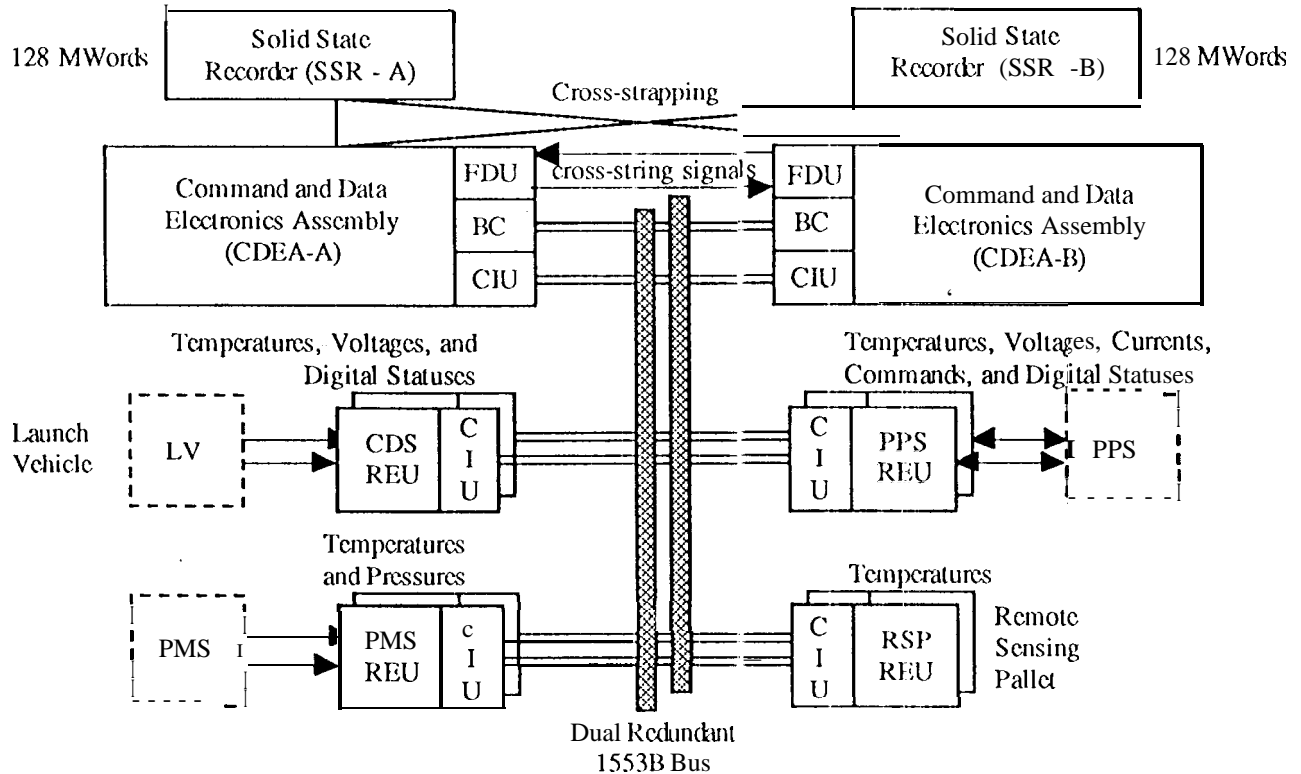 Solid State
Recorder (SSR - A)
128 MWords
Solid State
Recorder (SSR -B)
128 MWords
Cross-strapping
Command and Data
Electronics Assembly
(CDEA-A)
FDU
BC
CIU
cross-string signals
FDU
BC
CIU
Command and Data
Electronics Assembly
(CDEA-B)
Temperatures, Voltages, and
Digital Statuses
Temperatures, Voltages, Currents,
Commands, and Digital Statuses
Launch
Vehicle
LV
CDS
REU
C
I
U
C
I
U
PPS
REU
PPS
Temperatures
and Pressures
Temperatures
PMS
PMS
REU
c
I
U
C
I
U
RSP
REU
Remote
Sensing
Pallet
Dual Redundant
1553B Bus